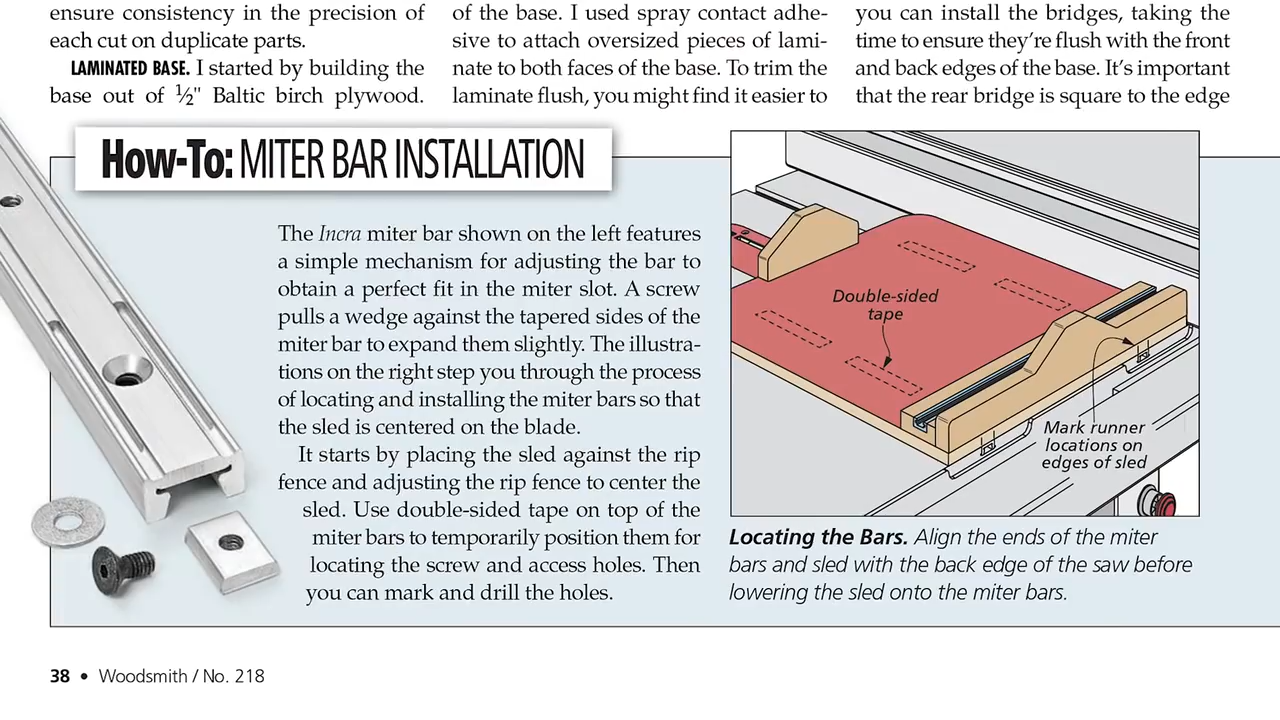 ensure consistency in the precision of
each cut on duplicate parts.
LAMINATED BASE. I started by building the
base out of ½" Baltic birch plywood.
of the base. I used spray contact adhe-
sive to attach oversized pieces of lami-
nate to both faces of the base. To trim the
laminate flush, you might find it easier to
you can install the bridges, taking the
time to ensure they’re flush with the front
and back edges of the base. It’s important
that the rear bridge is square to the edge
How-To: MITER BAR INSTALLATION
The Incra miter bar shown on the left features
a simple mechanism for adjusting the bar to
obtain a perfect fit in the miter slot. A screw
pulls a wedge against the tapered sides of the
miter bar to expand them slightly. The illustra-
tions on the right step you through the process
of locating and installing the miter bars so that
the sled is centered on the blade.
It starts by placing the sled against the rip
fence and adjusting the rip fence to center the
sled. Use double-sided tape on top of the
miter bars to temporarily position them for
locating the screw and access holes. Then
you can mark and drill the holes.
Double-sided
tape
Mark runner
locations on
edges of sled
Locating the Bars. Align the ends of the miter
bars and sled with the back edge of the saw before
lowering the sled onto the miter bars.
38 • Woodsmith / No. 218